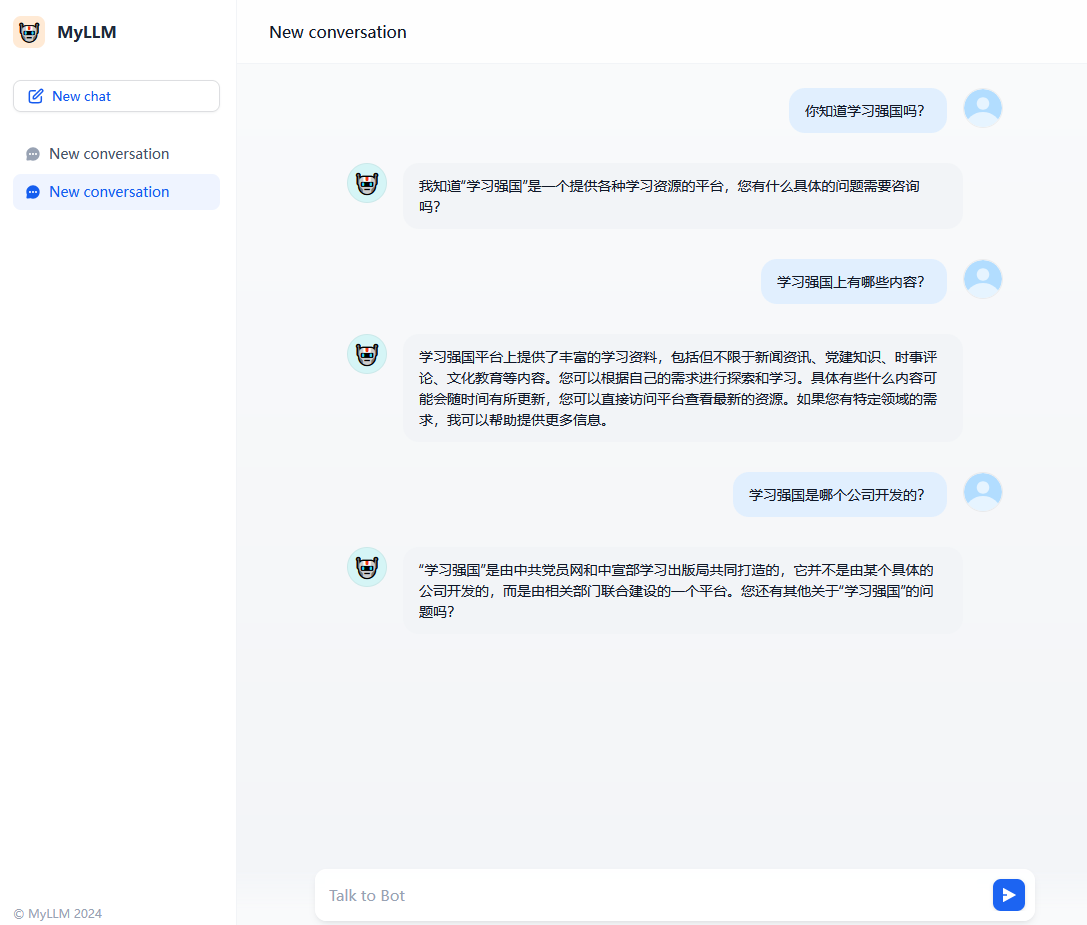 MyLLM
New chat
New conversation
New conversation
© MyLLM 2024
New conversation
你知道学习强国吗？
我知道“学习强国”是一个提供各种学习资源的平台，您有什么具体的问题需要咨询
吗？
学习强国上有哪些内容？
学习强国平台上提供了丰富的学习资料，包括但不限于新闻资讯、党建知识、时事评
论、文化教育等内容。您可以根据自己的需求进行探索和学习。具体有些什么内容可
能会随时间有所更新，您可以直接访问平台查看最新的资源。如果您有特定领域的需
求，我可以帮助提供更多信息。
学习强国是哪个公司开发的？
“学习强国”是由中共党员网和中宣部学习出版局共同打造的，它并不是由某个具体的
公司开发的，而是由相关部门联合建设的一个平台。您还有其他关于“学习强国”的问
题吗？
Talk to Bot